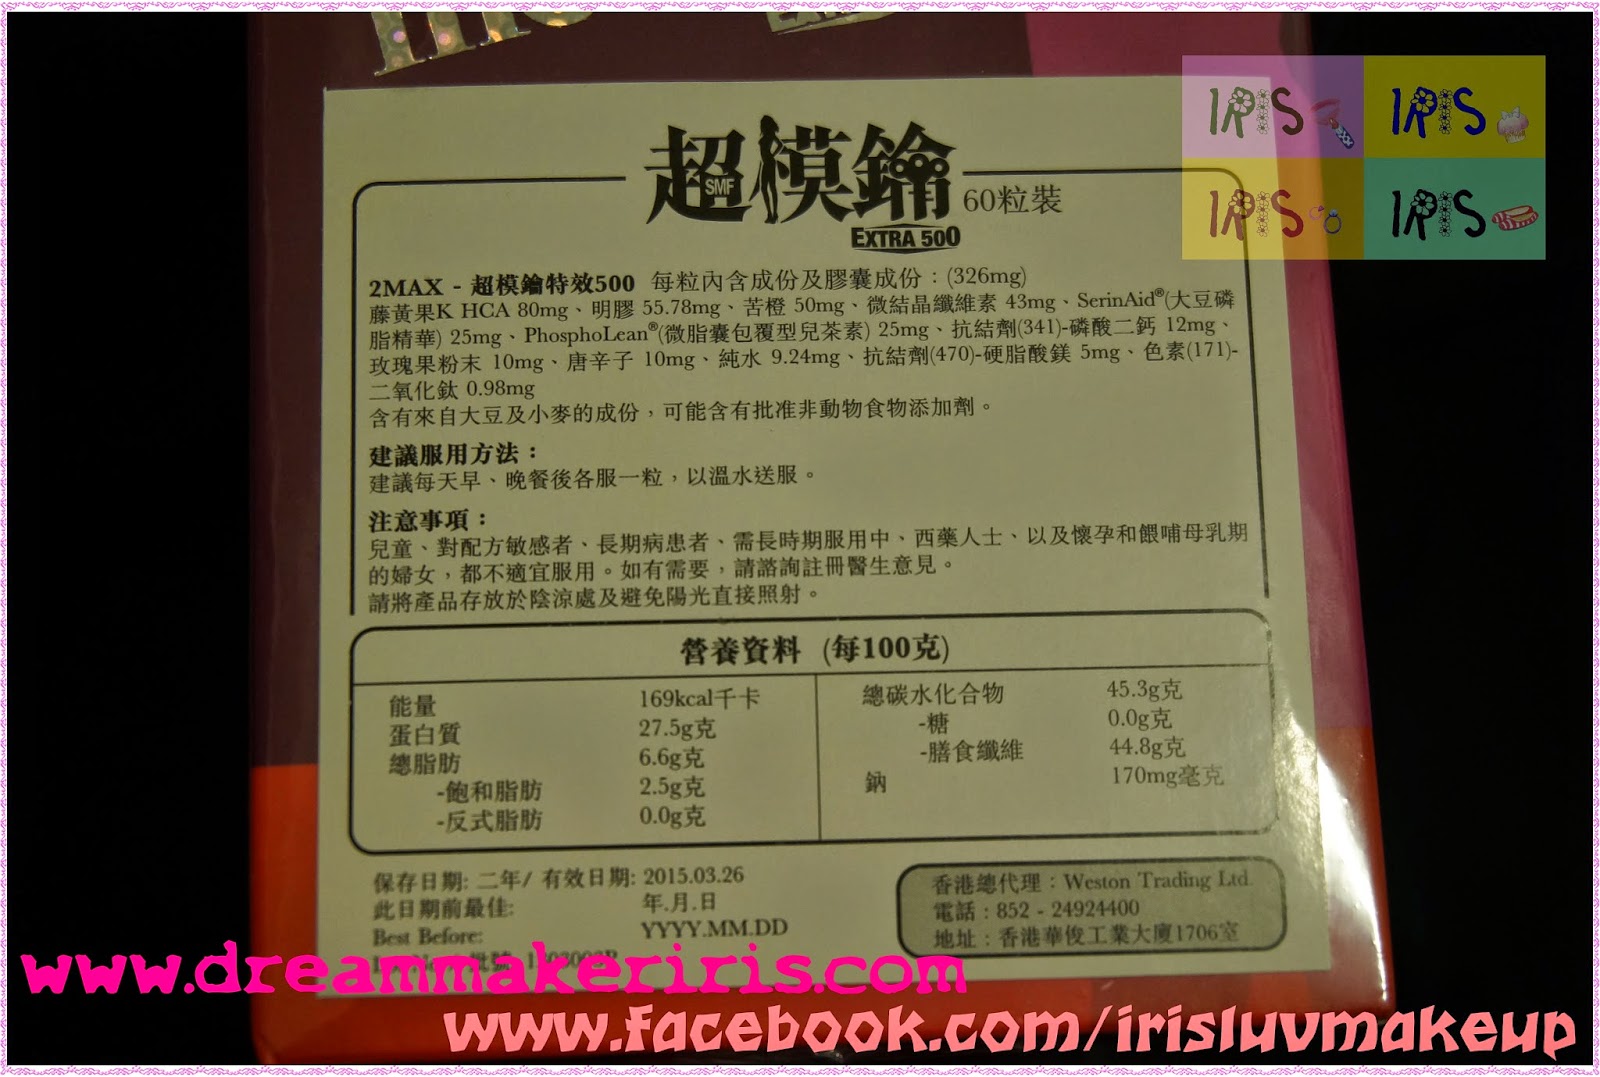 IRIS IRIS
IRIS IRIS
超模鑰 60粒裝
SMF
EXTRA 500
2MAX - 超模鑰特效500 每粒內含成份及膠囊成份：(326mg)
藤黃果K HCA 80mg、明膠 55.78mg、苦橙 50mg、微結晶纖維素 43mg、SerinAid®(大豆磷
脂精華) 25mg、PhosphoLean®(微脂囊包覆型兒茶素) 25mg、抗結劑(341)-磷酸二鈣 12mg、
玫瑰果粉末 10mg、唐辛子 10mg、純水 9.24mg、抗結劑(470)-硬脂酸鎂 5mg、色素(171)-
二氧化鈦 0.98mg
含有來自大豆及小麥的成份，可能含有批准非動物食物添加劑。
建議服用方法：
建議每天早、晚餐後各服一粒，以溫水送服。
注意事項：
兒童、對配方敏感者、長期病患者、需長時期服用中、西藥人士、以及懷孕和餵哺母乳期
的婦女，都不適宜服用。如有需要，請諮詢註冊醫生意見。
請將產品存放於陰涼處及避免陽光直接照射。
營養資料 (每100克)
能量 169kcal千卡
蛋白質 27.5g克
總脂肪 6.6g克
-飽和脂肪 2.5g克
-反式脂肪 0.0g克
總碳水化合物 45.3g克
-糖 0.0g克
-膳食纖維 44.8g克
鈉 170mg毫克
保存日期: 二年/ 有效日期: 2015.03.26
此日期前最佳: 年.月.日
Best Before: YYYY.MM.DD
批號
香港總代理：Weston Trading Ltd.
電話：852 - 24924400
地址：香港華俊工業大廈1706室
www.dreammakeriris.com
www.facebook.com/irisluvmakeup